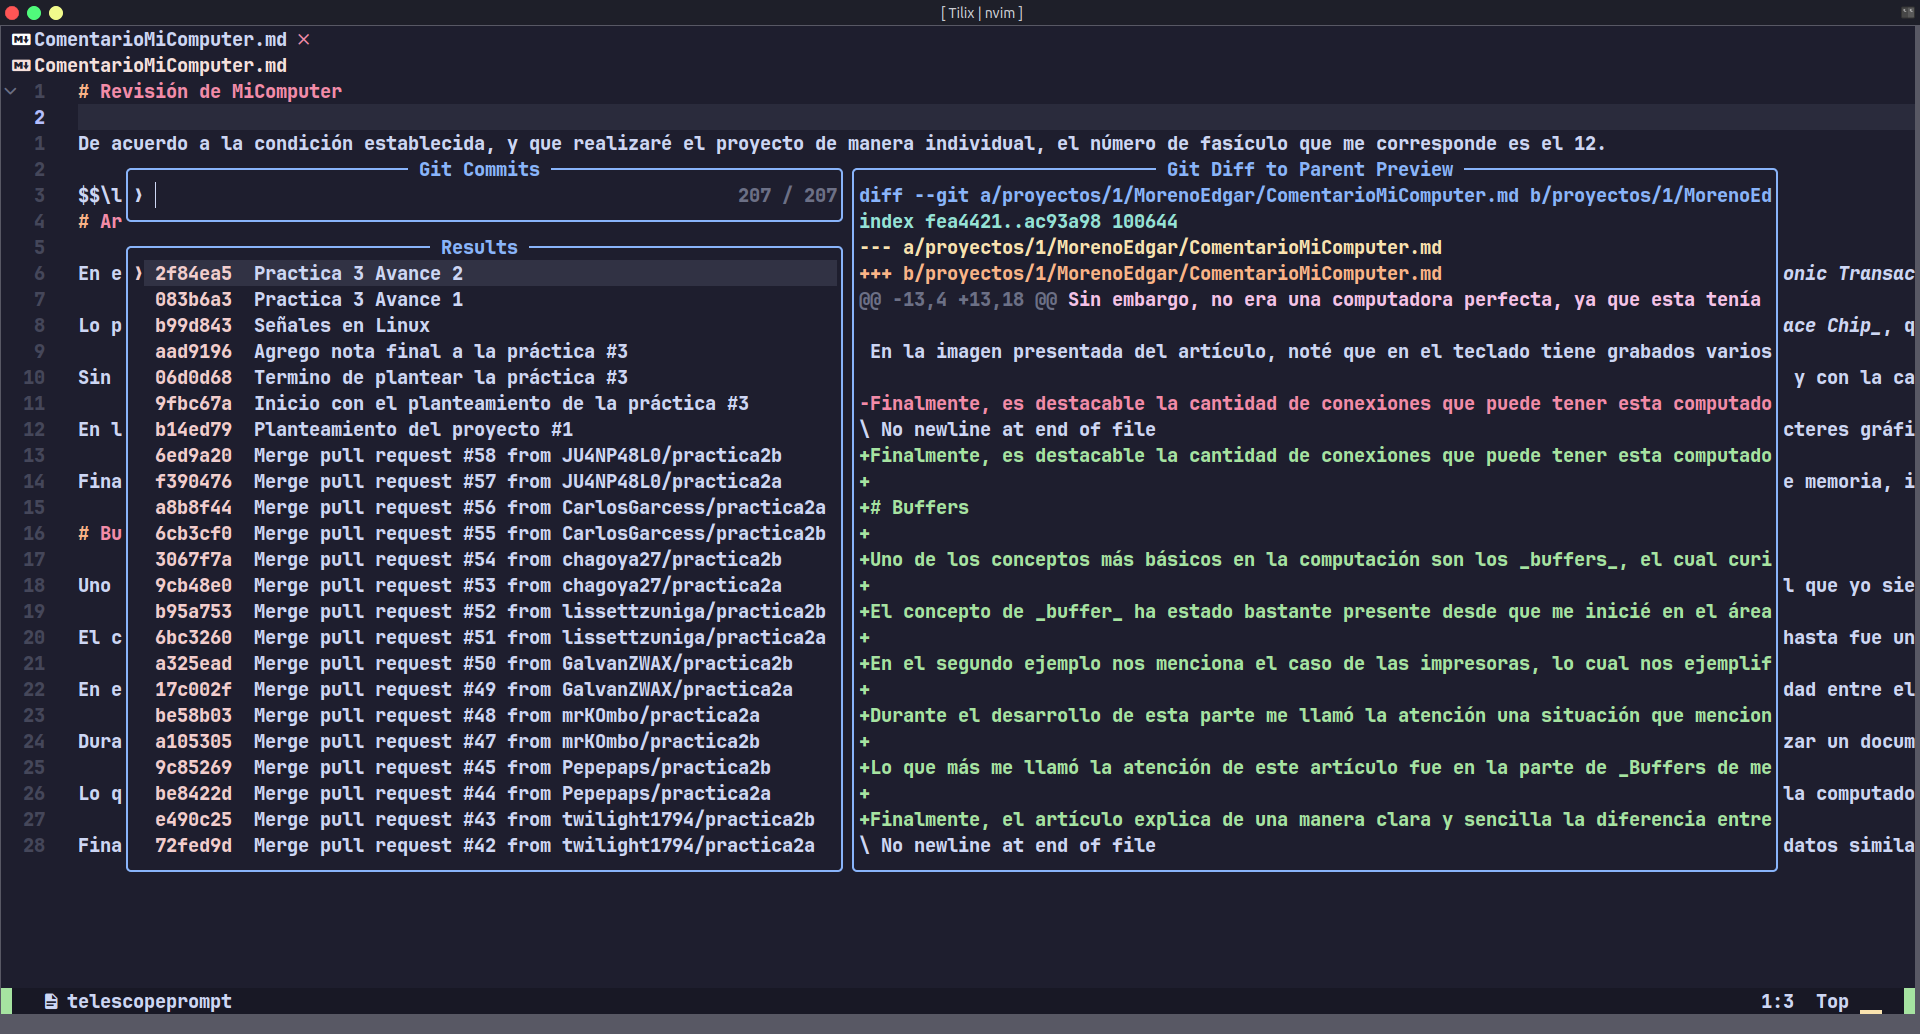 [ Tilix | nvim ]
ComentarioMiComputer.md ×
ComentarioMiComputer.md
1 # Revisión de MiComputer
2
1 De acuerdo a la condición establecida, y que realizaré el proyecto de manera individual, el número de fasículo que me corresponde es el 12.
2
3 $$\l
4 # Ar
5
6 En e onic Transac
7
8 Lo p ace Chip_, q
9
10 Sin y con la ca
11
12 En l cteres gráfi
13
14 Fina e memoria, i
15
16 # Bu
17
18 Uno l que yo sie
19
20 El c hasta fue un
21
22 En e dad entre el
23
24 Dura zar un docum
25
26 Lo q la computado
27
28 Fina datos simila
Git Commits
207 / 207
Results
2f84ea5 Practica 3 Avance 2
083b6a3 Practica 3 Avance 1
b99d843 Señales en Linux
aad9196 Agrego nota final a la práctica #3
06d0d68 Termino de plantear la práctica #3
9fbc67a Inicio con el planteamiento de la práctica #3
b14ed79 Planteamiento del proyecto #1
6ed9a20 Merge pull request #58 from JU4NP48L0/practica2b
f390476 Merge pull request #57 from JU4NP48L0/practica2a
a8b8f44 Merge pull request #56 from CarlosGarcess/practica2a
6cb3cf0 Merge pull request #55 from CarlosGarcess/practica2b
3067f7a Merge pull request #54 from chagoya27/practica2b
9cb48e0 Merge pull request #53 from chagoya27/practica2a
b95a753 Merge pull request #52 from lissettzuniga/practica2b
6bc3260 Merge pull request #51 from lissettzuniga/practica2a
a325ead Merge pull request #50 from GalvanZWAX/practica2b
17c002f Merge pull request #49 from GalvanZWAX/practica2a
be58b03 Merge pull request #48 from mrKOmbo/practica2a
a105305 Merge pull request #47 from mrKOmbo/practica2b
9c85269 Merge pull request #45 from Pepepaps/practica2b
be8422d Merge pull request #44 from Pepepaps/practica2a
e490c25 Merge pull request #43 from twilight1794/practica2b
72fed9d Merge pull request #42 from twilight1794/practica2a
Git Diff to Parent Preview
diff --git a/proyectos/1/MorenoEdgar/ComentarioMiComputer.md b/proyectos/1/MorenoEd
index fea4421..ac93a98 100644
--- a/proyectos/1/MorenoEdgar/ComentarioMiComputer.md
+++ b/proyectos/1/MorenoEdgar/ComentarioMiComputer.md
@@ -13,4 +13,18 @@ Sin embargo, no era una computadora perfecta, ya que esta tenía
En la imagen presentada del artículo, noté que en el teclado tiene grabados varios
-Finalmente, es destacable la cantidad de conexiones que puede tener esta computado
\ No newline at end of file
+Finalmente, es destacable la cantidad de conexiones que puede tener esta computado
+
+# Buffers
+
+Uno de los conceptos más básicos en la computación son los _buffers_, el cual curi
+
+El concepto de _buffer_ ha estado bastante presente desde que me inicié en el área
+
+En el segundo ejemplo nos menciona el caso de las impresoras, lo cual nos ejemplif
+
+Durante el desarrollo de esta parte me llamó la atención una situación que mencion
+
+Lo que más me llamó la atención de este artículo fue en la parte de _Buffers de me
+
+Finalmente, el artículo explica de una manera clara y sencilla la diferencia entre
\ No newline at end of file
telescopeprompt
1:3 Top